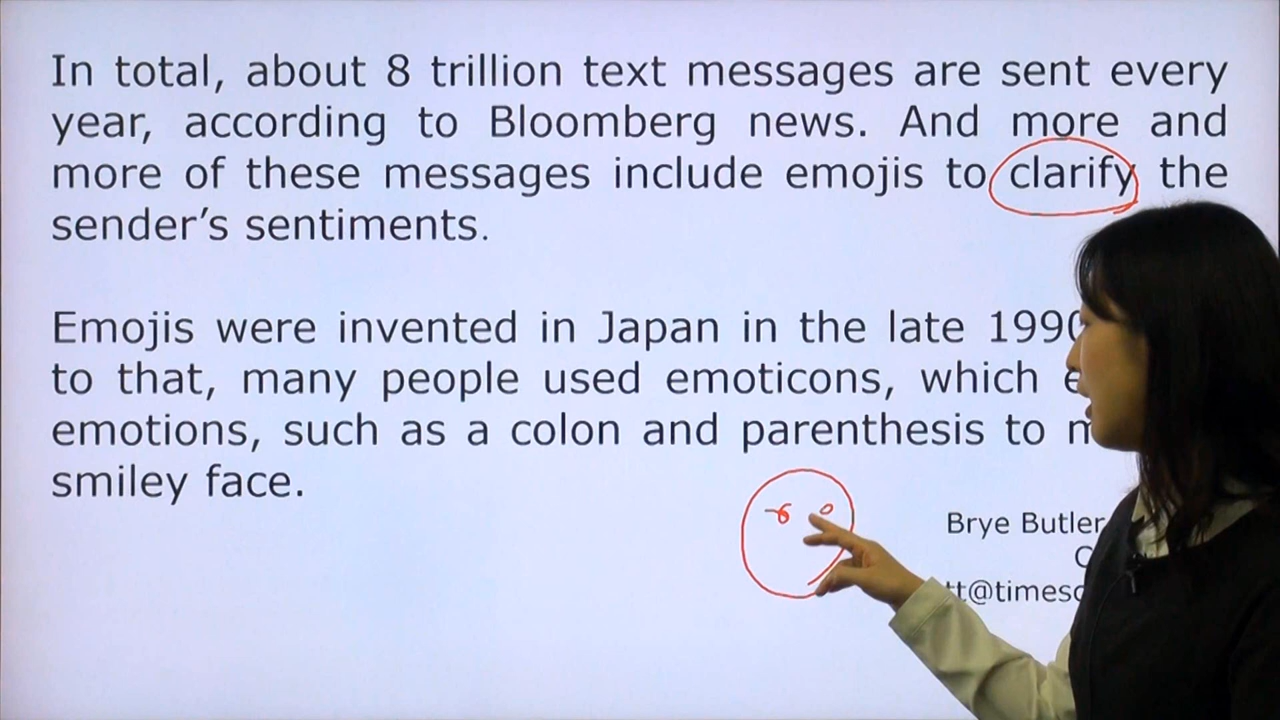 In total, about 8 trillion text messages are sent every
year, according to Bloomberg news. And more and
more of these messages include emojis to clarify the
sender’s sentiments.
Emojis were invented in Japan in the late 1990
to that, many people used emoticons, which
emotions, such as a colon and parenthesis to
smiley face.
Brye Butler